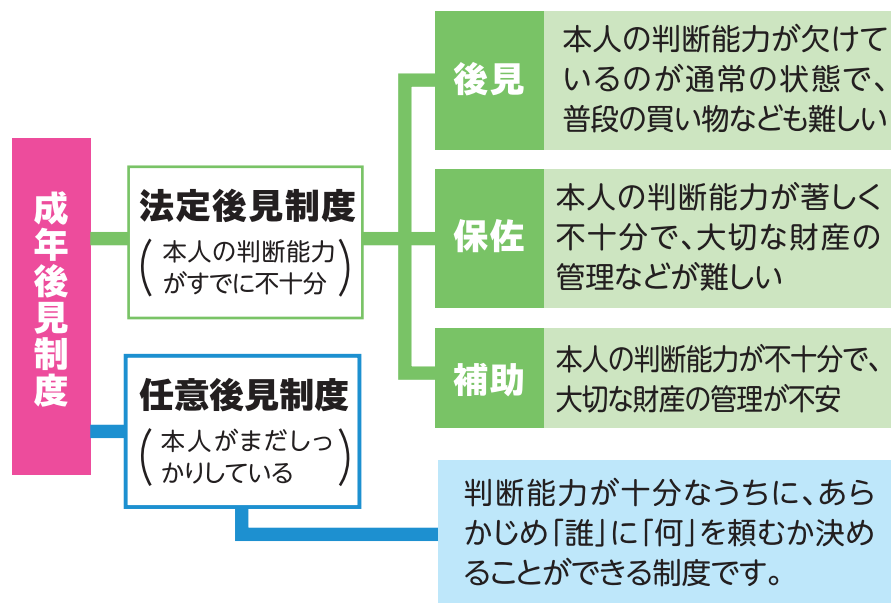 成年後見制度
法定後見制度
(本人の判断能力
がすでに不十分)
後見
本人の判断能力が欠けて
いるのが通常の状態で、
普段の買い物なども難しい
保佐
本人の判断能力が著しく
不十分で、大切な財産の
管理などが難しい
補助
本人の判断能力が不十分で、
大切な財産の管理が不安
任意後見制度
(本人がまだしっ
かりしている)
判断能力が十分なうちに、あら
かじめ「誰」に「何」を頼むか決め
ることができる制度です。